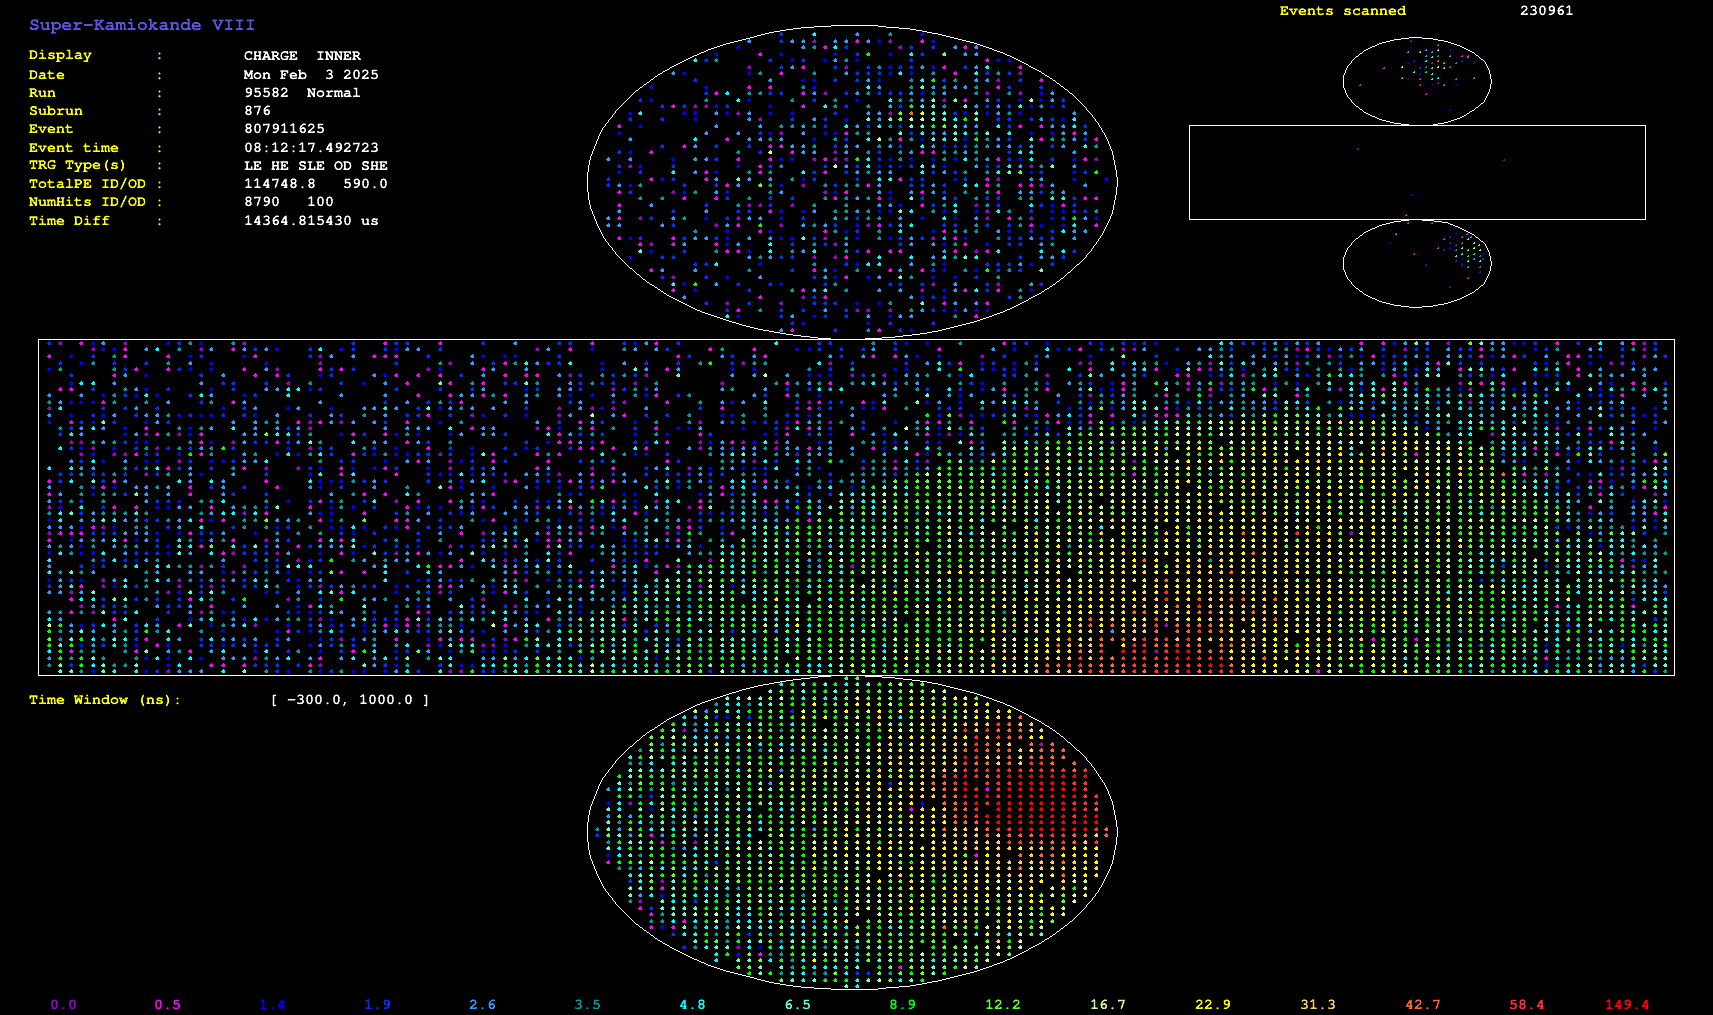 Super-Kamiokande VIII
Display : CHARGE INNER
Date : Mon Feb 3 2025
Run : 95582 Normal
Subrun : 876
Event : 807911625
Event time : 08:12:17.492723
TRG Type(s) : LE HE SLE OD SHE
TotalPE ID/OD : 114748.8 590.0
NumHits ID/OD : 8790 100
Time Diff : 14364.815430 us
Events scanned 230961
Time Window (ns): [ -300.0, 1000.0 ]
0.0 0.5 1.4 1.9 2.6 3.5 4.8 6.5 8.9 12.2 16.7 22.9 31.3 42.7 58.4 149.4